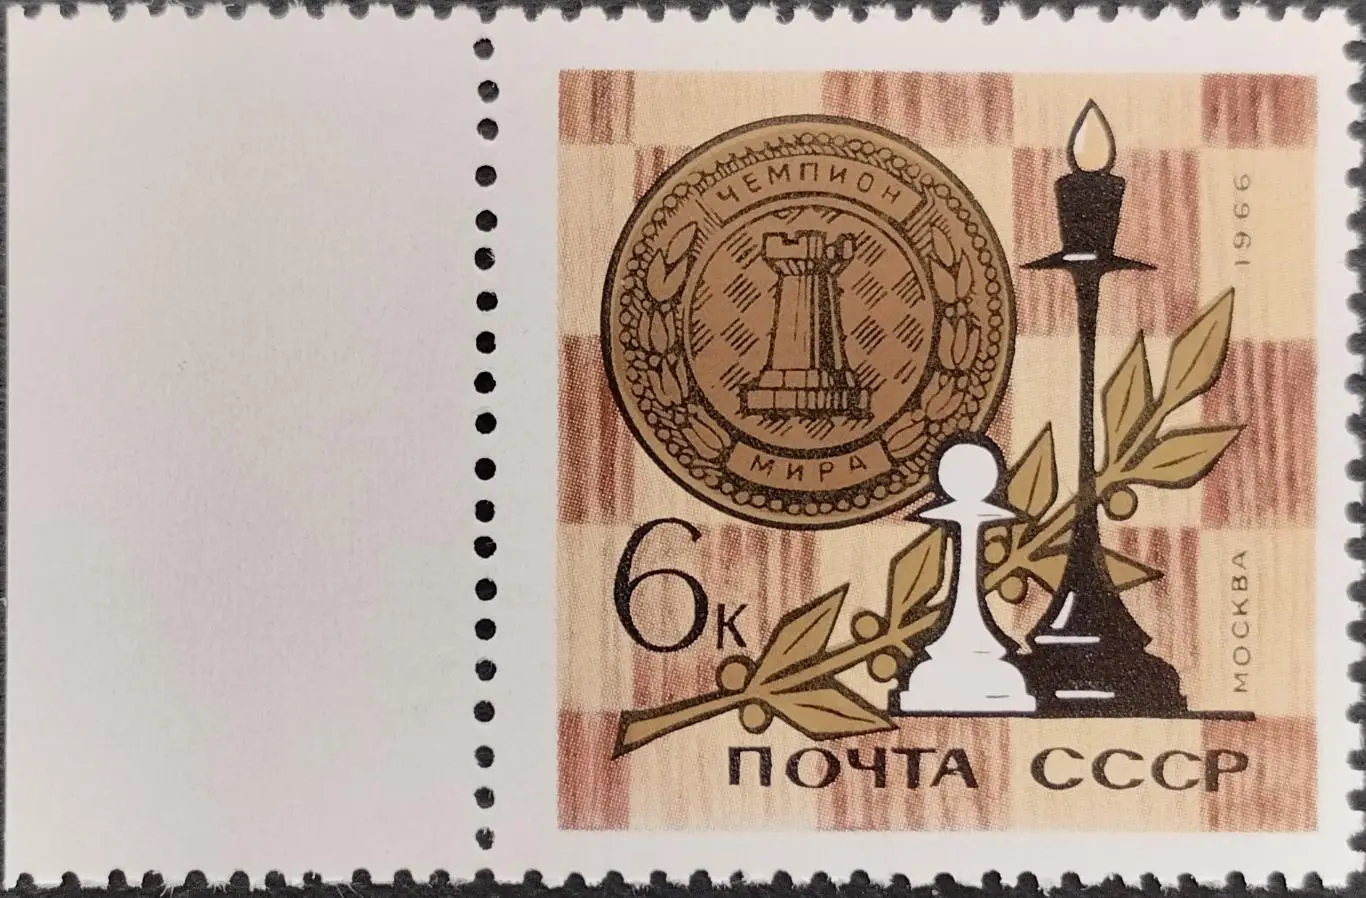 ЧЕМПИОН
МИРА
6к
МОСКВА 1966
ПОЧТА СССР